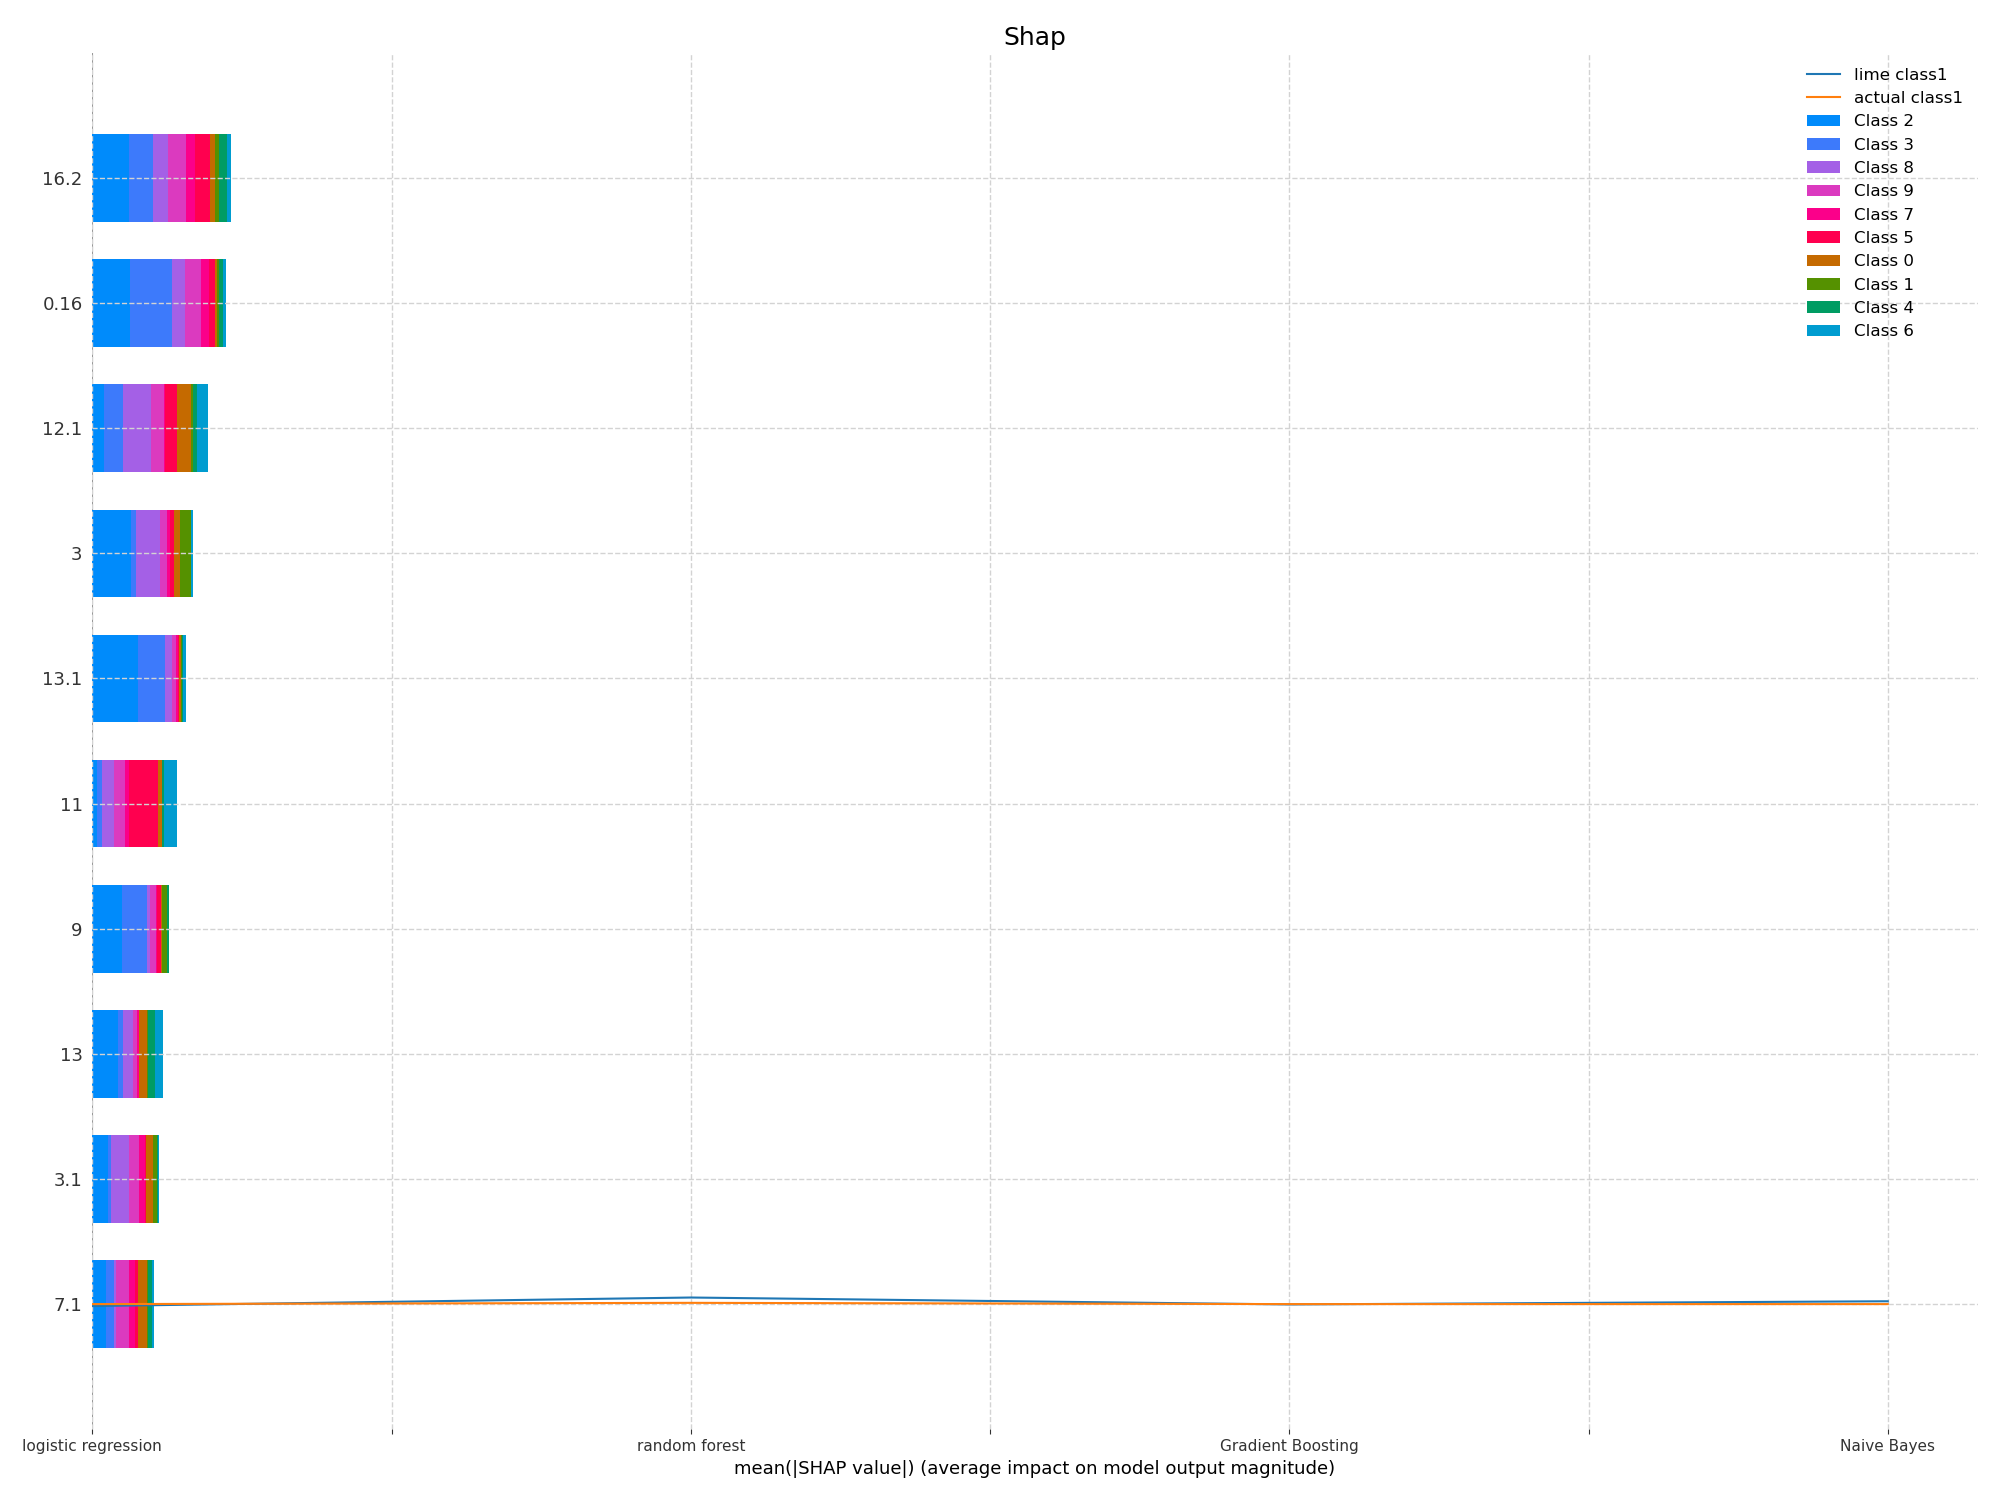 Shap
lime class1
actual class1
Class 2
Class 3
Class 8
Class 9
Class 7
Class 5
Class 0
Class 1
Class 4
Class 6
16.2
0.16
12.1
3
13.1
11
9
13
3.1
7.1
logistic regression random forest Gradient Boosting Naive Bayes
mean(|SHAP value|) (average impact on model output magnitude)